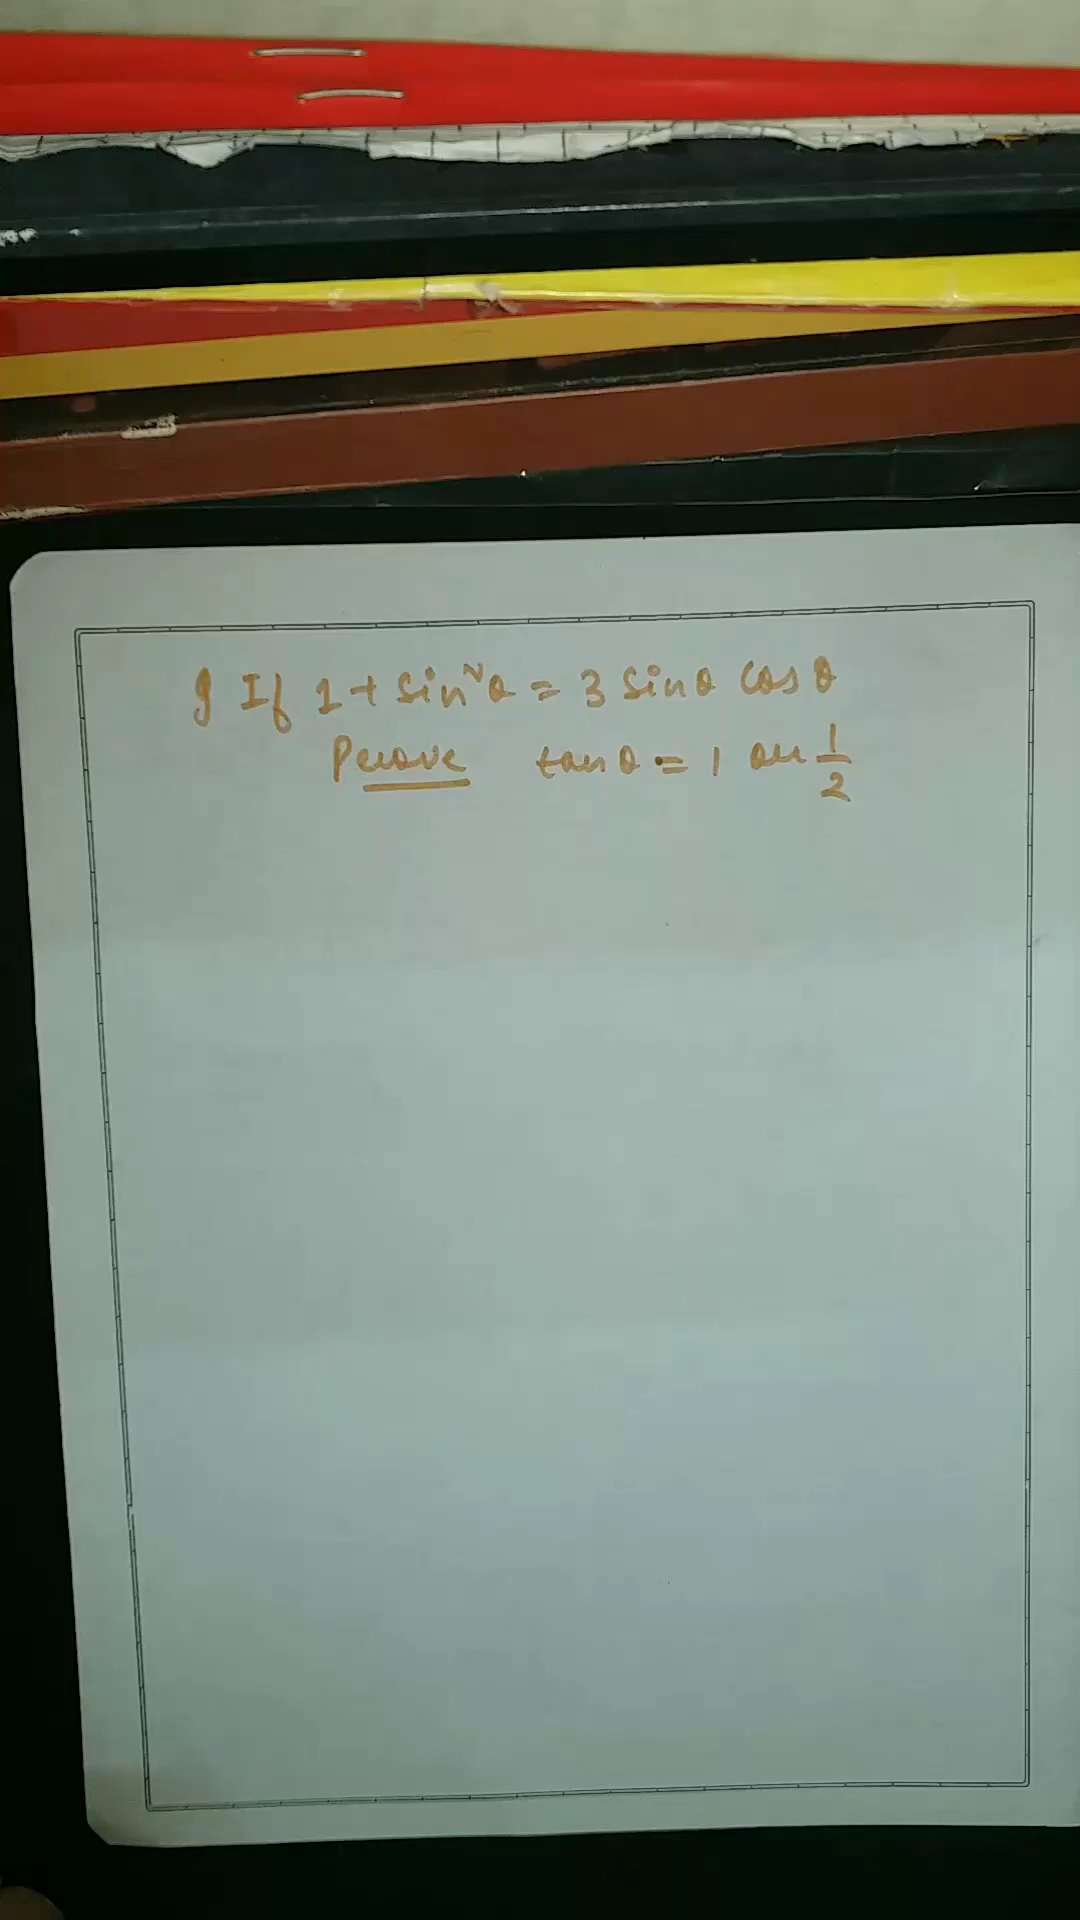 g If 1 + sin²θ = 3 sinθ cosθ
Prove tanθ = 1 or 1/2